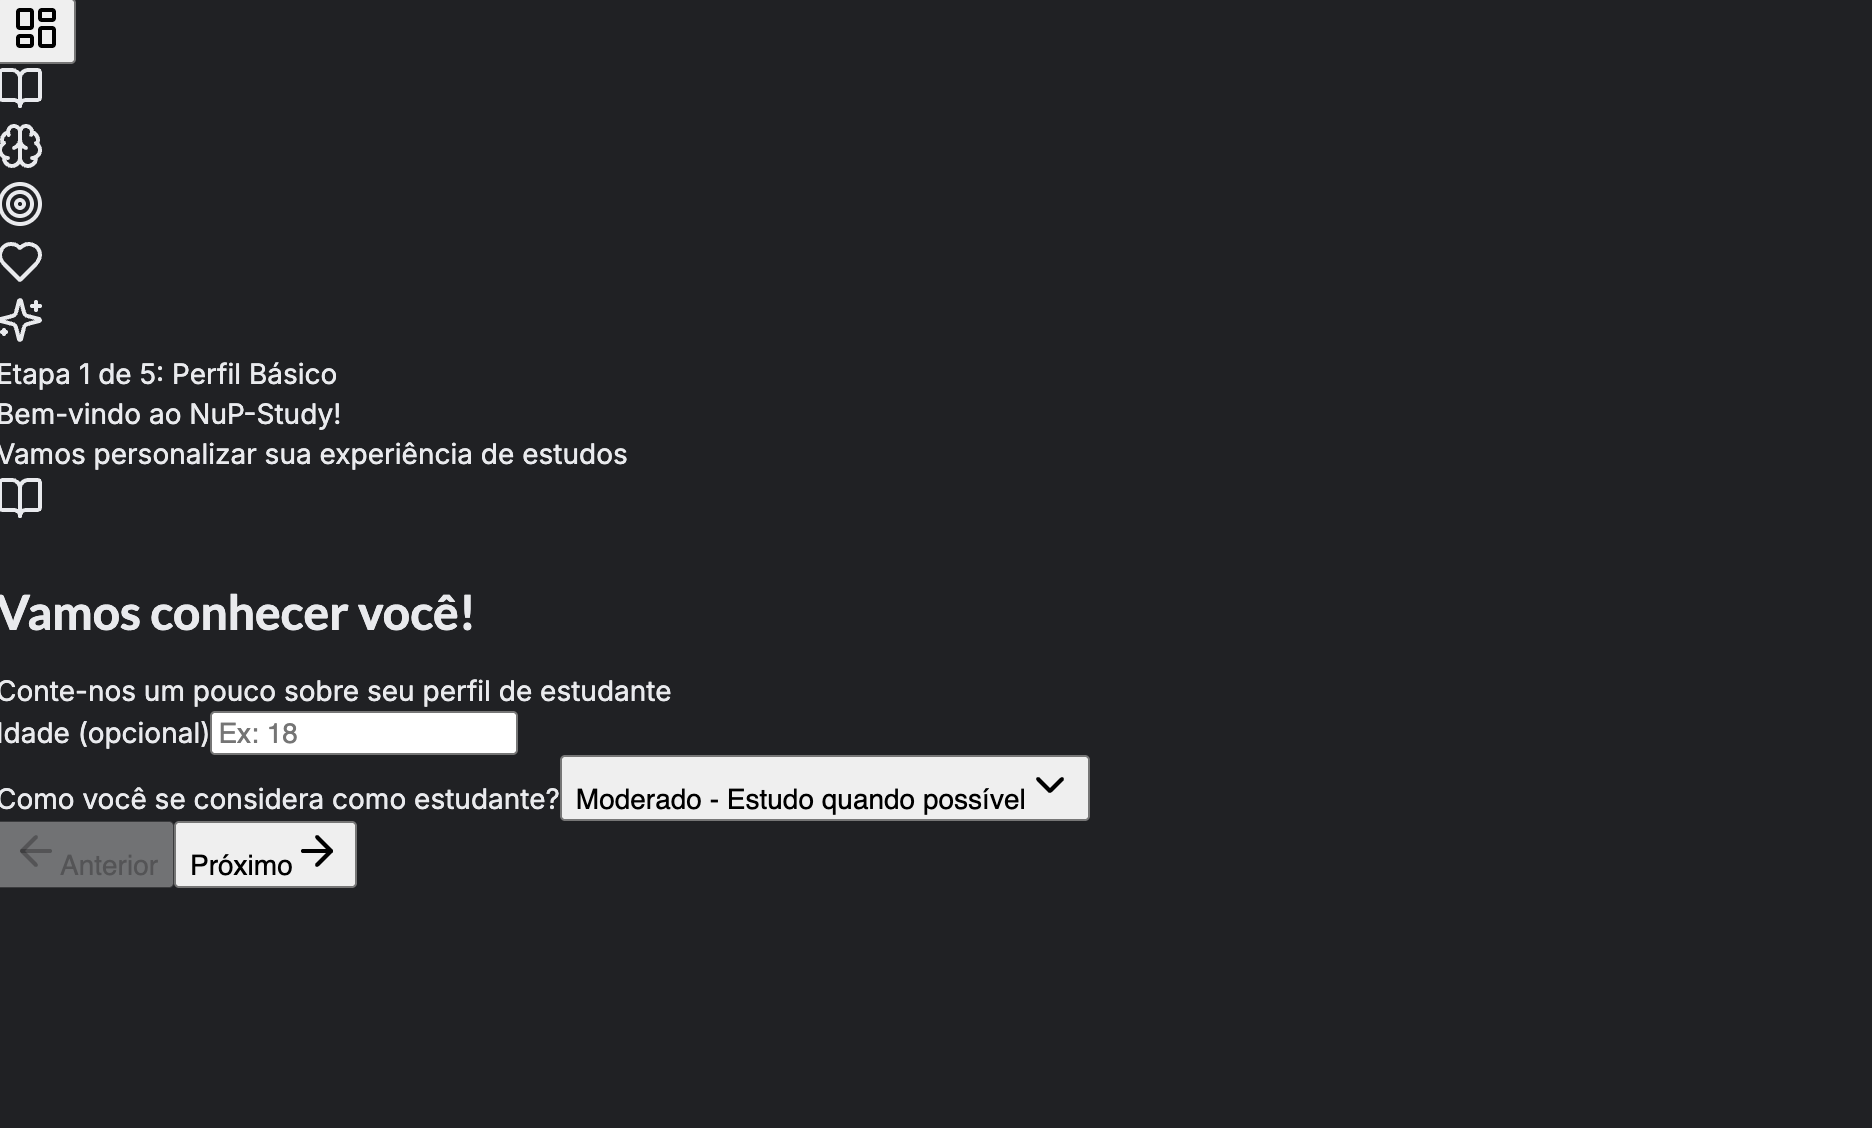 Etapa 1 de 5: Perfil Básico
Bem-vindo ao NuP-Study!
Vamos personalizar sua experiência de estudos
Vamos conhecer você!
Conte-nos um pouco sobre seu perfil de estudante
Idade (opcional) Ex: 18
Como você se considera como estudante? Moderado - Estudo quando possível
Anterior Próximo